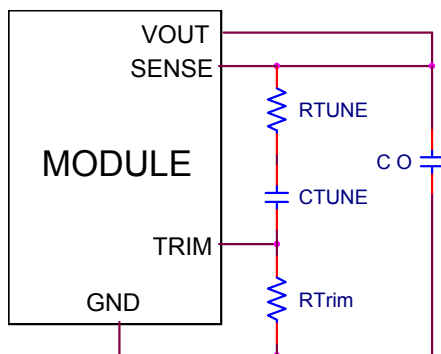 VOUT
SENSE
RTUNE
MODULE
C O
CTUNE
TRIM
GND
RTrim